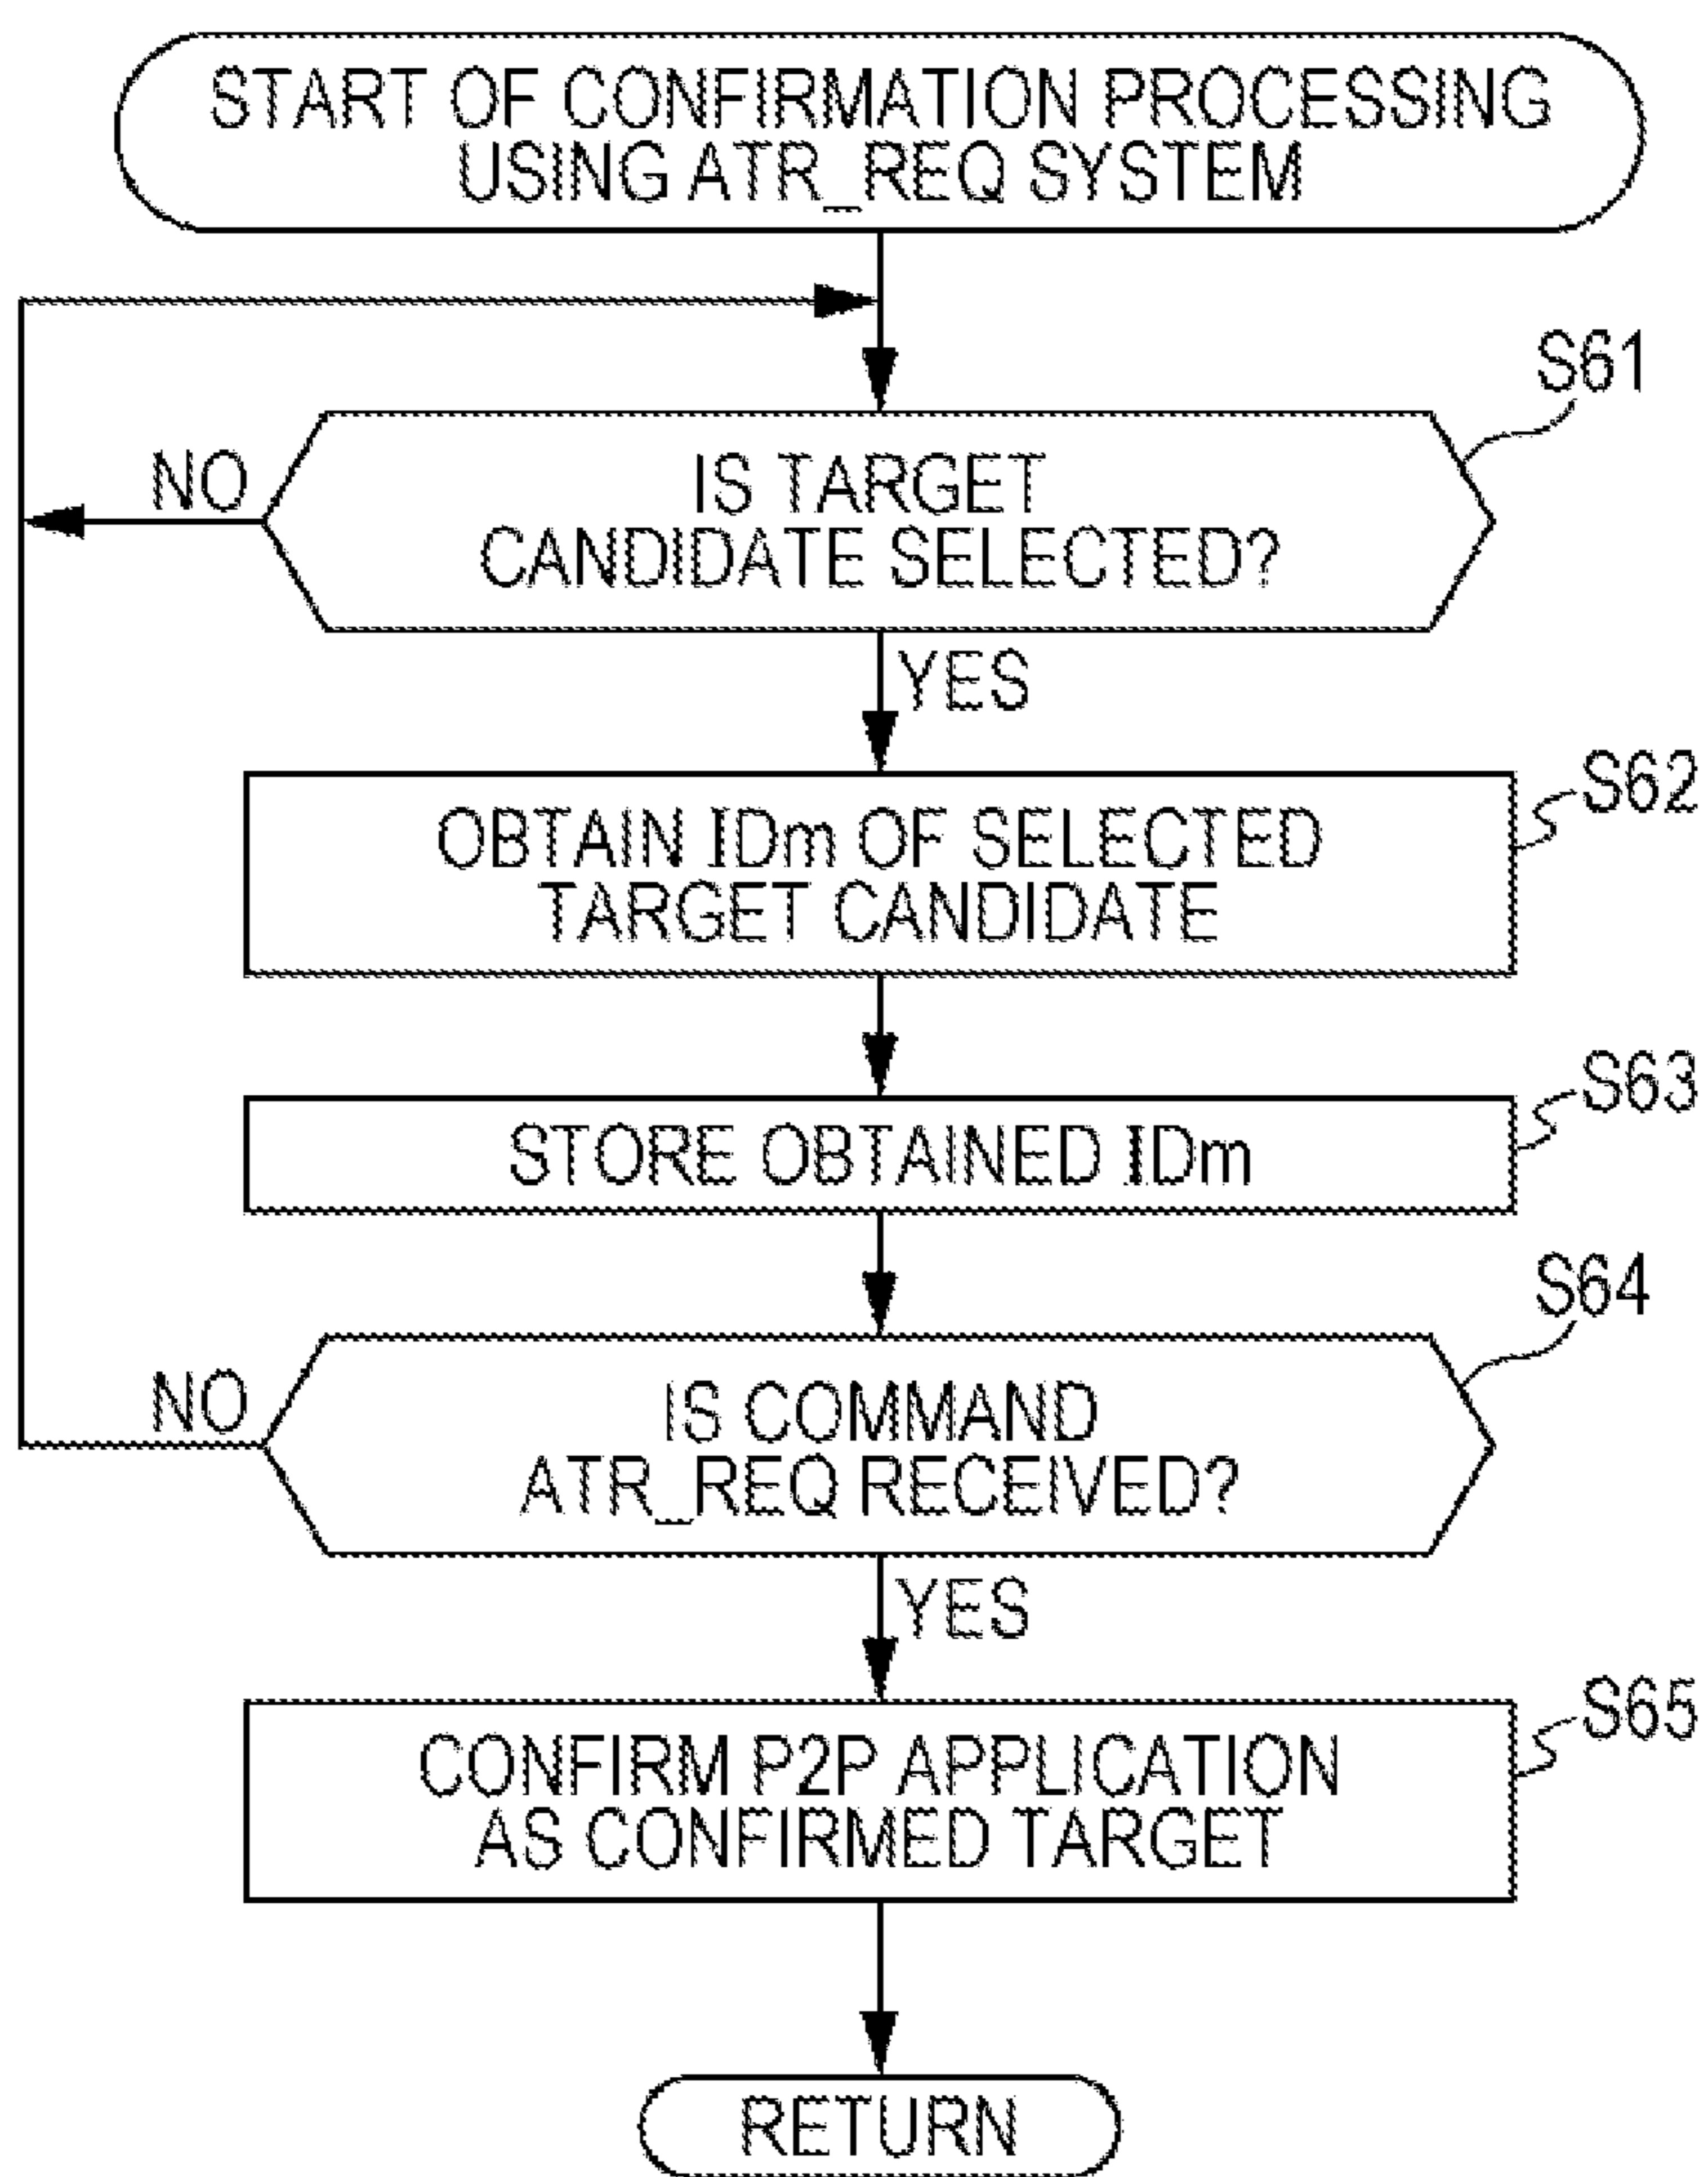 START OF CONFIRMATION PROCESSING
USING ATR_REQ SYSTEM
S61
NO
IS TARGET
CANDIDATE SELECTED?
YES
S62
OBTAIN IDm OF SELECTED
TARGET CANDIDATE
S63
STORE OBTAINED IDm
S64
NO
IS COMMAND
ATR_REQ RECEIVED?
YES
S65
CONFIRM P2P APPLICATION
AS CONFIRMED TARGET
RETURN